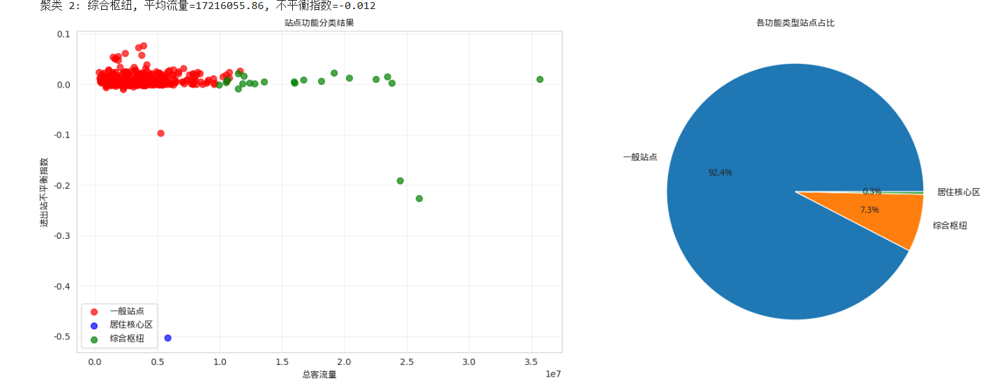 聚类 2: 综合枢纽, 平均流量=17216055.86, 不平衡指数=-0.012
站点功能分类结果
0.1
0.0
-0.1
-0.2
-0.3
-0.4
-0.5
进出站不平衡指数
一般站点
居住核心区
综合枢纽
0.0 0.5 1.0 1.5 2.0 2.5 3.0 3.5
1e7
总客流量
各功能类型站点占比
一般站点
92.4%
0.3%
居住核心区
7.3%
综合枢纽